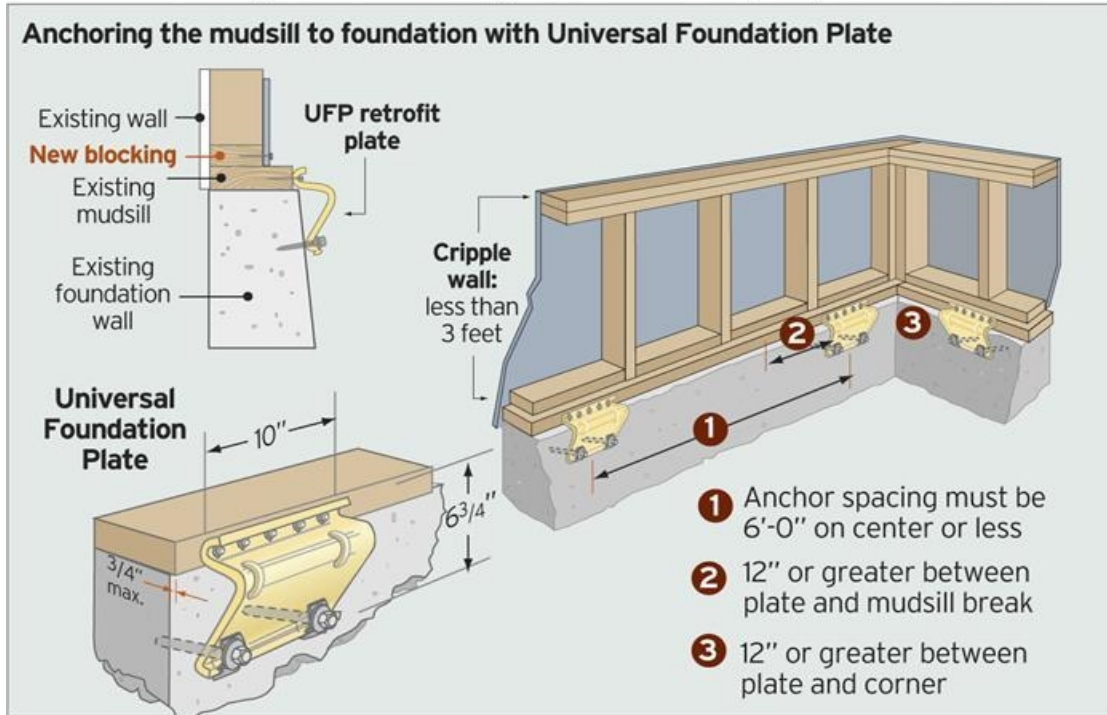 Anchoring the mudsill to foundation with Universal Foundation Plate
Existing wall
New blocking
Existing
mudsill
Existing
foundation
wall
UFP retrofit
plate
Cripple
wall:
less than
3 feet
2
3
1
Universal
Foundation
Plate
10"
6 3/4"
3/4"
max.
1 Anchor spacing must be
6'-0" on center or less
2 12" or greater between
plate and mudsill break
3 12" or greater between
plate and corner